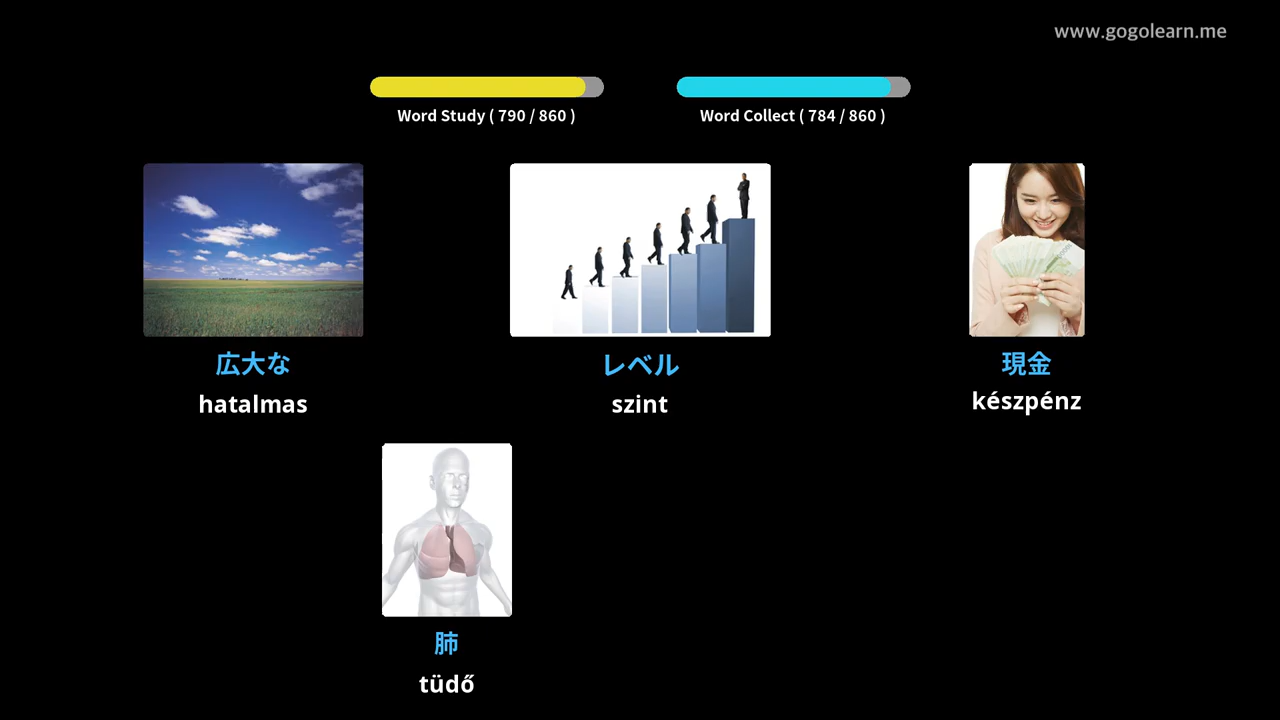 www.gogolearn.me
Word Study ( 790 / 860 )
Word Collect ( 784 / 860 )
広大な
hatalmas
レベル
szint
現金
készpénz
肺
tüdő